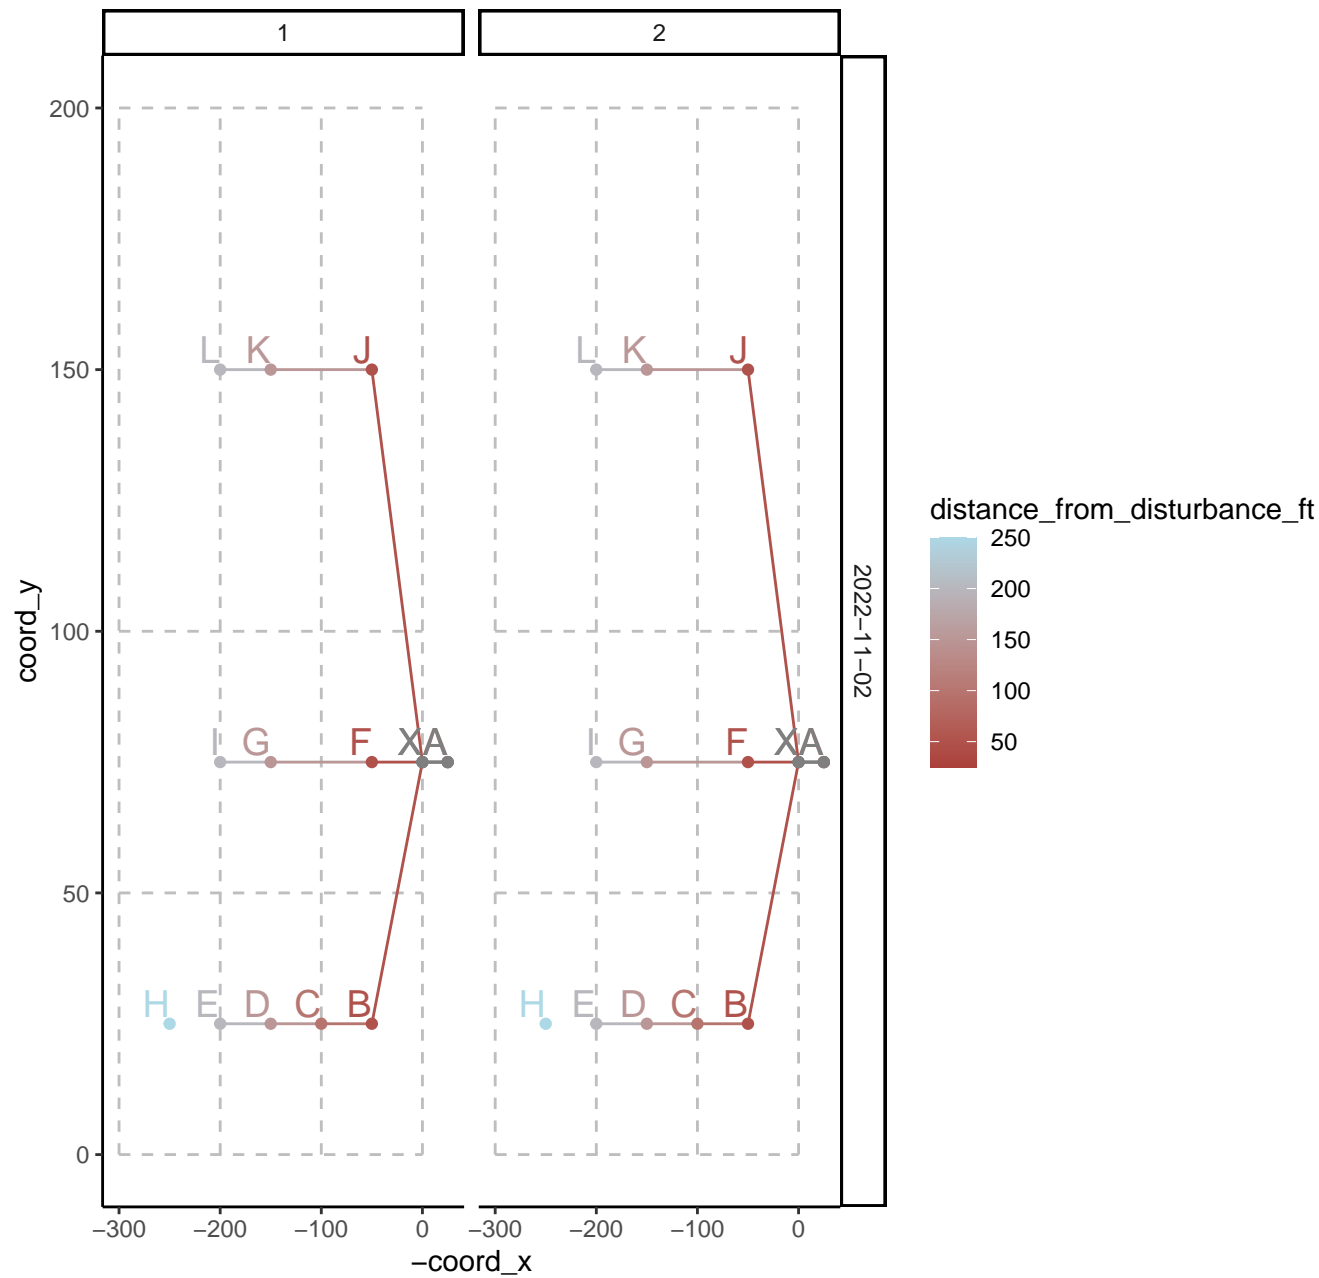 1 2
200
150
100
50
0
coord_y
L K J L K J
I G F X A I G F X A
H E D C B H E D C B
−300 −200 −100 0 −300 −200 −100 0
−coord_x
2022−11−02
distance_from_disturbance_ft
250
200
150
100
50